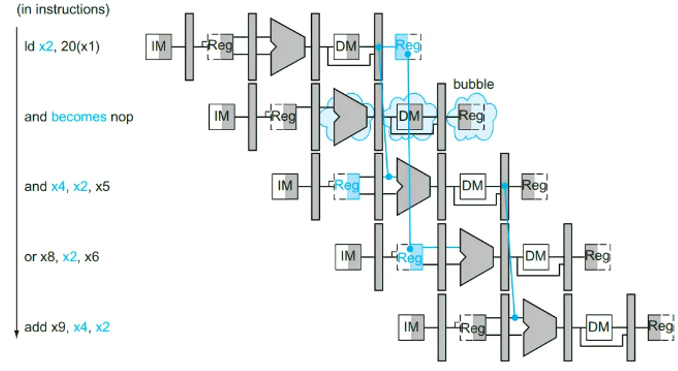 (in instructions)
ld x2, 20(x1)
IM Reg DM Reg
bubble
and becomes nop
IM Reg DM Reg
and x4, x2, x5
IM Reg DM Reg
or x8, x2, x6
IM Reg DM Reg
add x9, x4, x2
IM Reg DM Reg